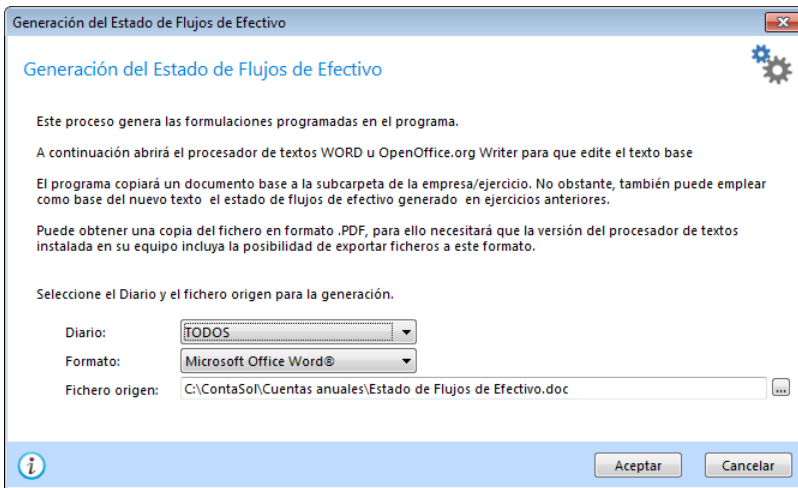 Generación del Estado de Flujos de Efectivo
Generación del Estado de Flujos de Efectivo
Este proceso genera las formulaciones programadas en el programa.
A continuación abrirá el procesador de textos WORD u OpenOffice.org Writer para que edite el texto base
El programa copiará un documento base a la subcarpeta de la empresa/ejercicio. No obstante, también puede emplear
como base del nuevo texto el estado de flujos de efectivo generado en ejercicios anteriores.
Puede obtener una copia del fichero en formato .PDF, para ello necesitará que la versión del procesador de textos
instalada en su equipo incluya la posibilidad de exportar ficheros a este formato.
Seleccione el Diario y el fichero origen para la generación.
Diario: TODOS
Formato: Microsoft Office Word®
Fichero origen: C:\ContaSol\Cuentas anuales\Estado de Flujos de Efectivo.doc ...
Aceptar Cancelar